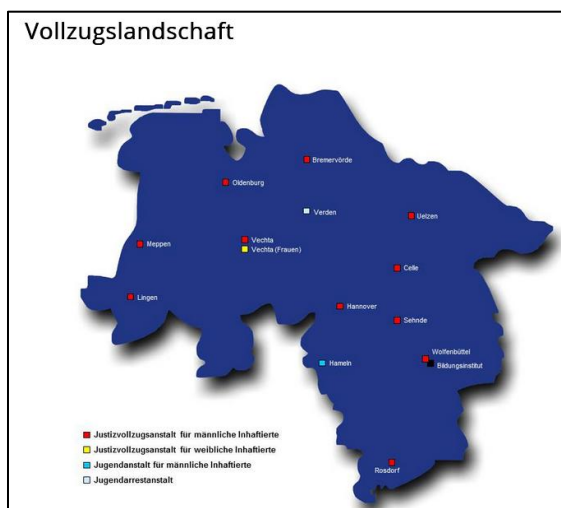 Vollzugslandschaft
Bremervörde
Oldenburg
Verden
Uelzen
Vechta
Meppen
Vechta (Frauen)
Celle
Lingen
Hannover
Sehnde
Wolfenbüttel
Hameln
Bildungsinstitut
Justizvollzugsanstalt für männliche Inhaftierte
Justizvollzugsanstalt für weibliche Inhaftierte
Jugendanstalt für männliche Inhaftierte
Rosdorf
Jugendarrestanstalt